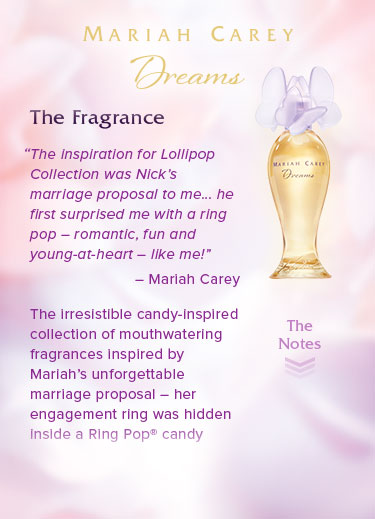 MARIAH CAREY
Dreams
The Fragrance
“The inspiration for Lollipop
Collection was Nick’s
marriage proposal to me... he
first surprised me with a ring
pop – romantic, fun and
young-at-heart – like me!”
– Mariah Carey
The irresistible candy-inspired
collection of mouthwatering
fragrances inspired by
Mariah’s unforgettable
marriage proposal – her
engagement ring was hidden
inside a Ring Pop® candy
MARIAH CAREY
Dreams
The
Notes